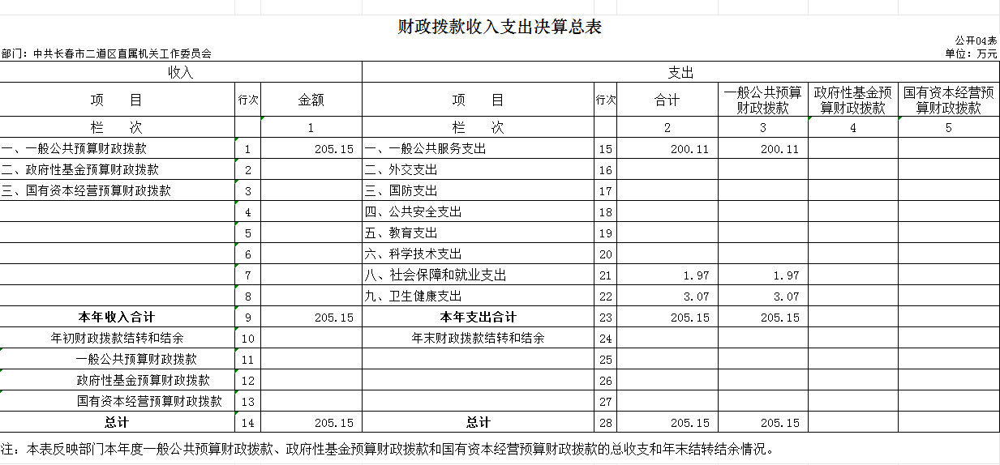 财政拨款收入支出决算总表
公开04表
部门：中共长春市二道区直属机关工作委员会 单位：万元
收入 支出
项 目 行次 金额 项 目 行次 合计 一般公共预算财政拨款 政府性基金预算财政拨款 国有资本经营预算财政拨款
栏 次 1 栏 次 2 3 4 5
一、一般公共预算财政拨款 1 205.15 一、一般公共服务支出 15 200.11 200.11
二、政府性基金预算财政拨款 2 二、外交支出 16
三、国有资本经营预算财政拨款 3 三、国防支出 17
4 四、公共安全支出 18
5 五、教育支出 19
6 六、科学技术支出 20
7 八、社会保障和就业支出 21 1.97 1.97
8 九、卫生健康支出 22 3.07 3.07
本年收入合计 9 205.15 本年支出合计 23 205.15 205.15
年初财政拨款结转和结余 10 年末财政拨款结转和结余 24
一般公共预算财政拨款 11 25
政府性基金预算财政拨款 12 26
国有资本经营预算财政拨款 13 27
总计 14 205.15 总计 28 205.15 205.15
注：本表反映部门本年度一般公共预算财政拨款、政府性基金预算财政拨款和国有资本经营预算财政拨款的总收支和年末结转结余情况。